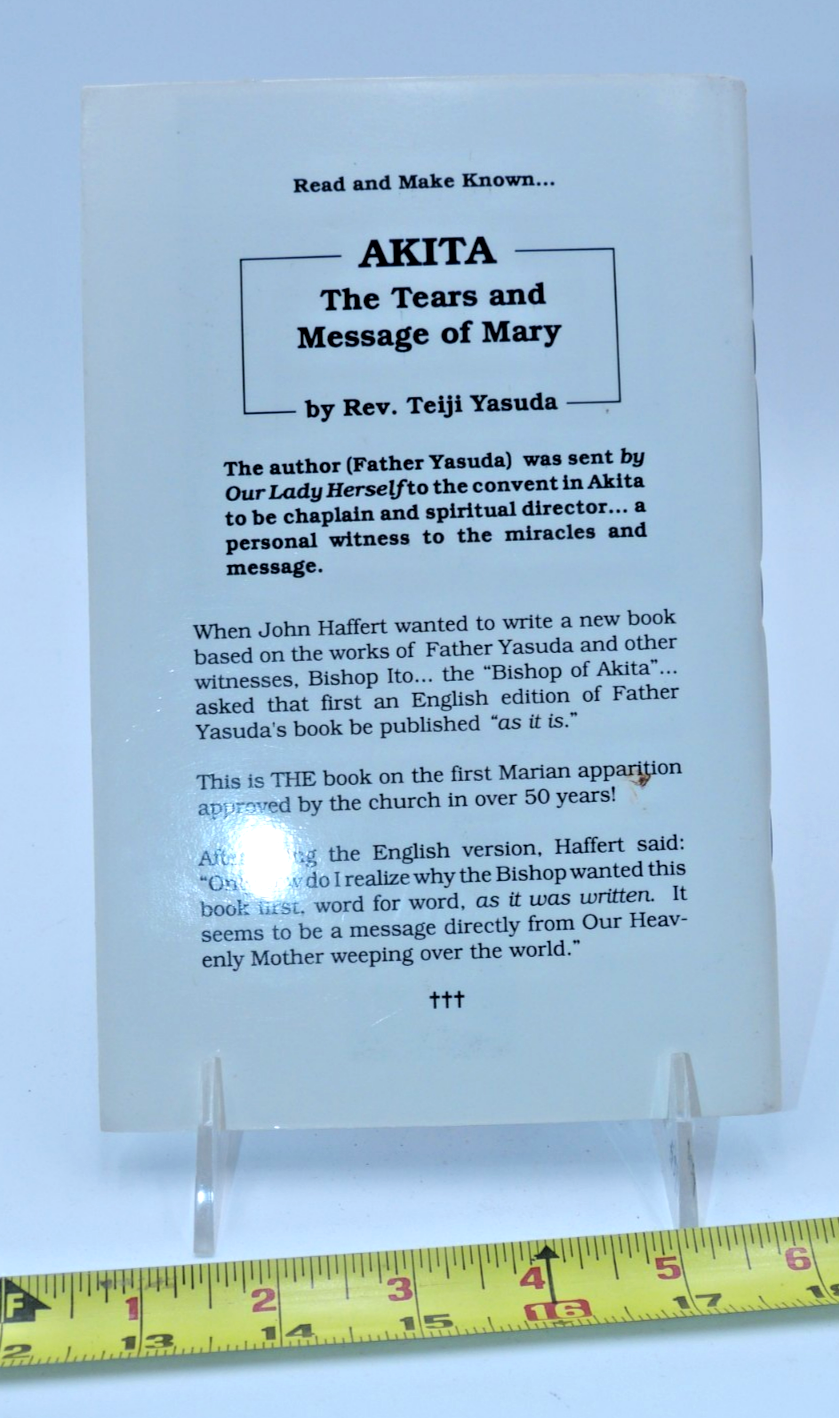 Read and Make Known...
AKITA
The Tears and
Message of Mary
by Rev. Teiji Yasuda
The author (Father Yasuda) was sent by
Our Lady Herself to the convent in Akita
to be chaplain and spiritual director... a
personal witness to the miracles and
message.
When John Haffert wanted to write a new book
based on the works of Father Yasuda and other
witnesses, Bishop Ito... the “Bishop of Akita”...
asked that first an English edition of Father
Yasuda's book be published “as it is.”
This is THE book on the first Marian apparition
approved by the church in over 50 years!
the English version, Haffert said:
do I realize why the Bishop wanted this
book first, word for word, as it was written. It
seems to be a message directly from Our Heav-
enly Mother weeping over the world.”
†††
F 1 2 3 4 5 6
2 13 14 15 16 17